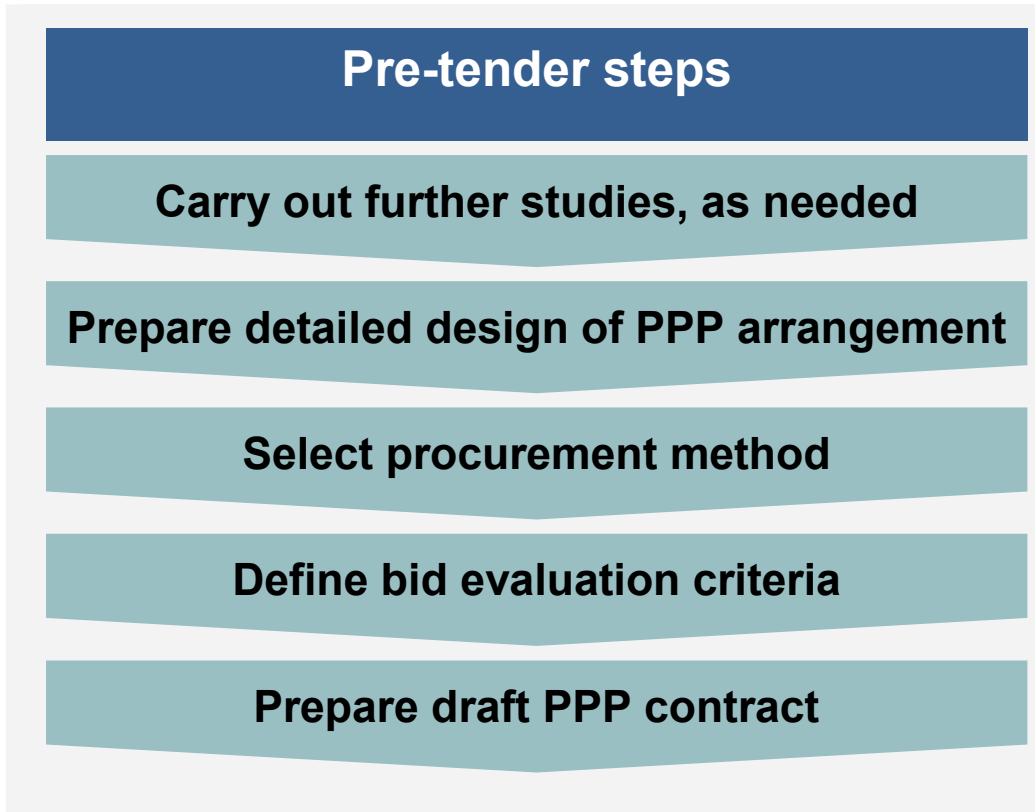 Pre-tender steps
Carry out further studies, as needed
Prepare detailed design of PPP arrangement
Select procurement method
Define bid evaluation criteria
Prepare draft PPP contract